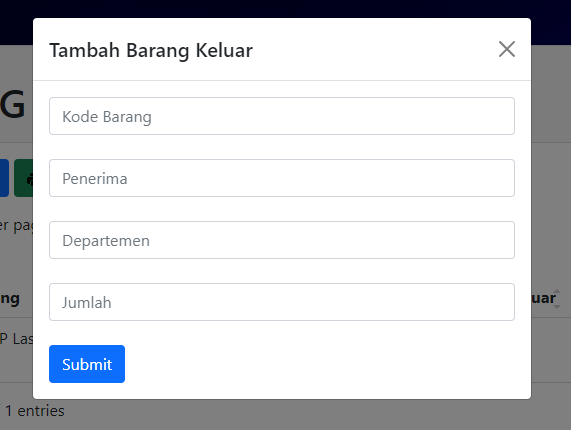 Tambah Barang Keluar
G
Kode Barang
Penerima
er pag
Departemen
ng
uar
Jumlah
P Las
Submit
1 entries